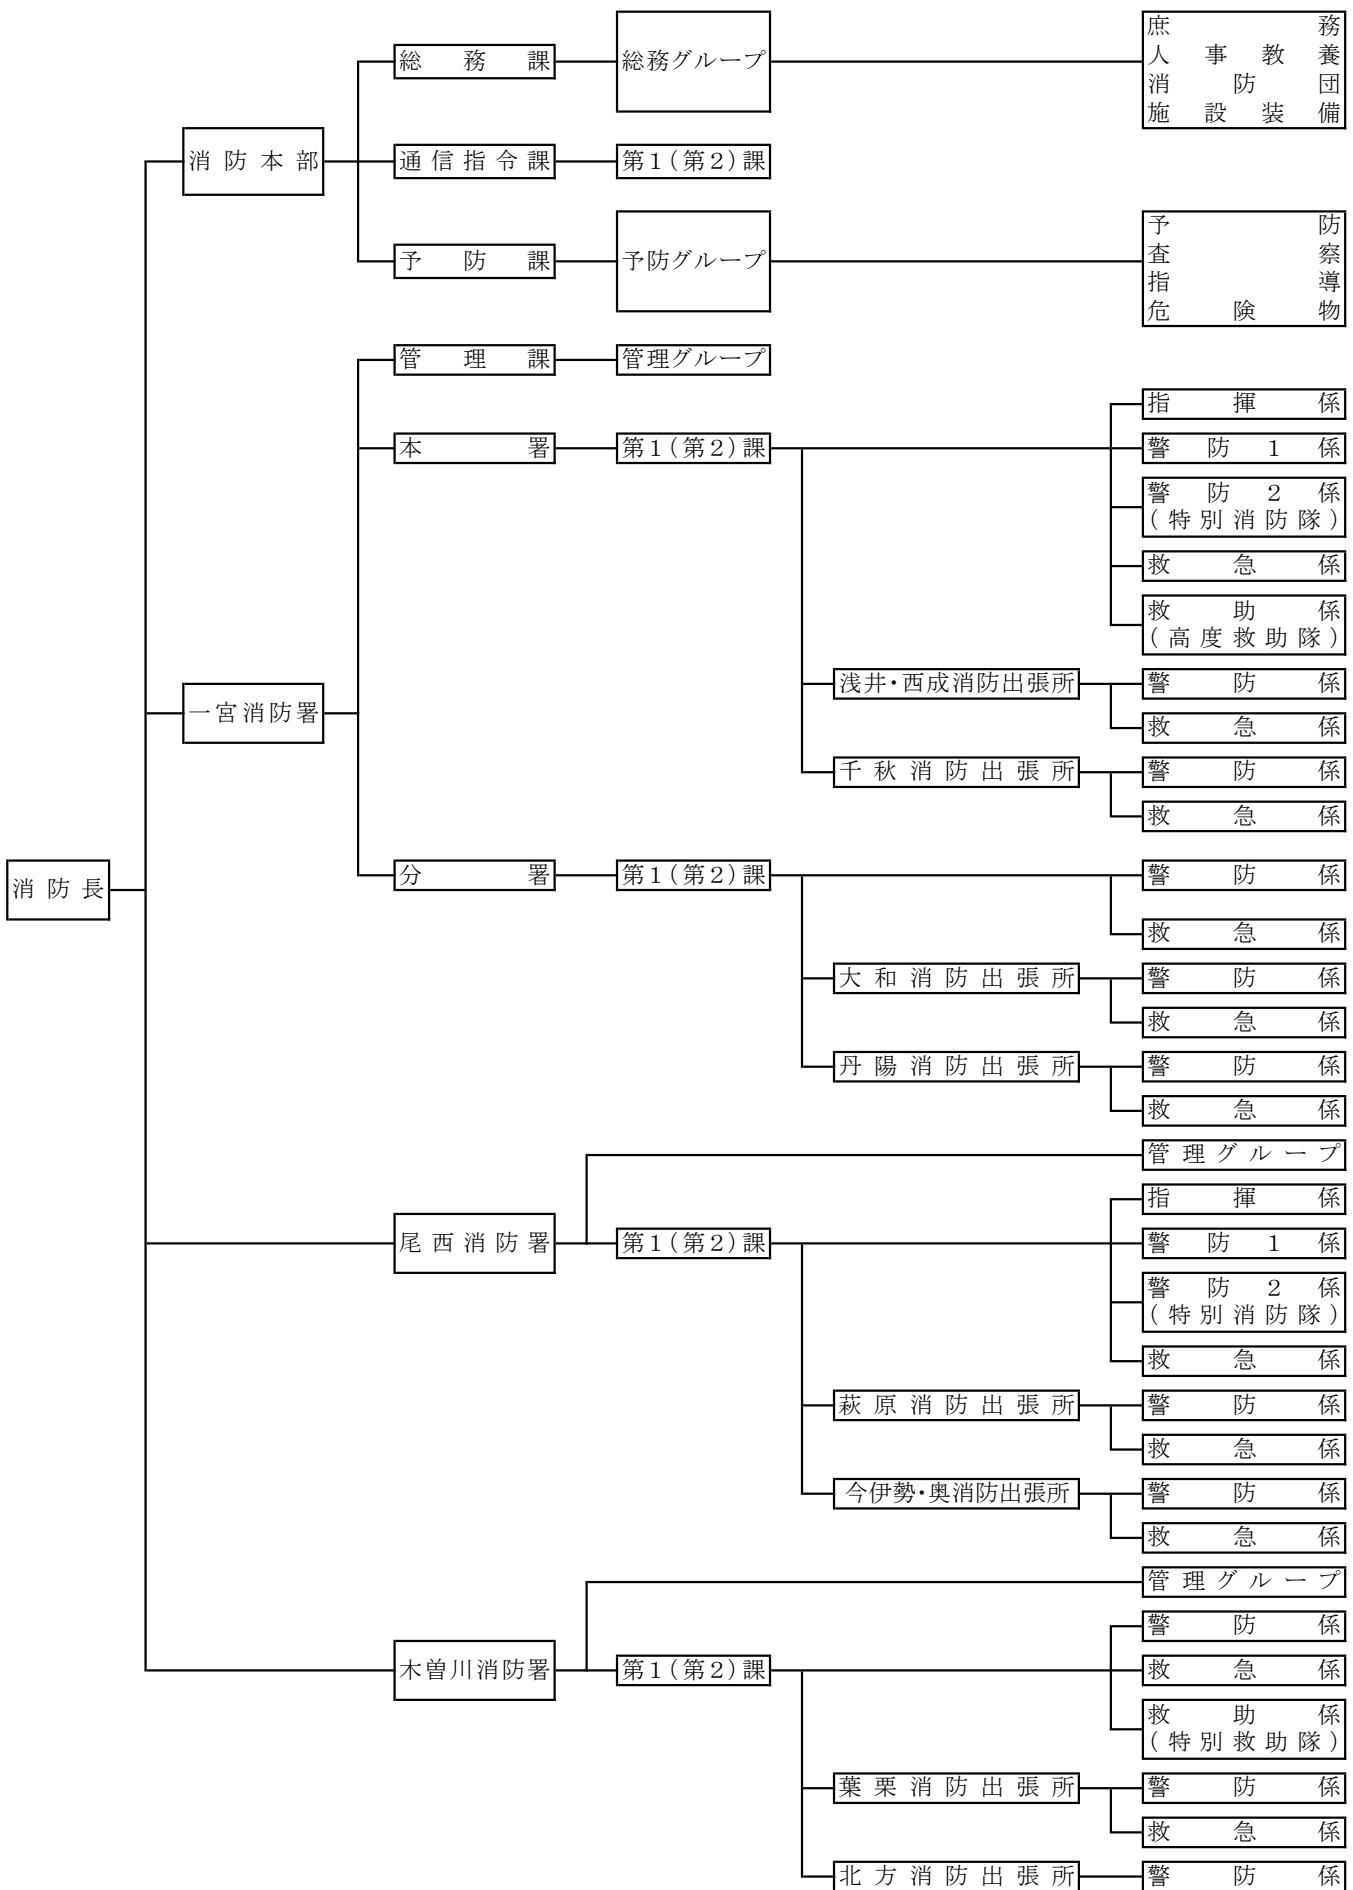 総務課
総務グループ
庶務
人事教養
消防団
施設装備
消防本部
通信指令課
第1(第2)課
予防課
予防グループ
予防
査察
指導
危険物
管理課
管理グループ
指揮係
本署
第1(第2)課
警防1係
警防2係
(特別消防隊)
救急係
救助係
(高度救助隊)
浅井・西成消防出張所
警防係
一宮消防署
救急係
千秋消防出張所
警防係
救急係
消防長
分署
第1(第2)課
警防係
救急係
大和消防出張所
警防係
救急係
丹陽消防出張所
警防係
救急係
管理グループ
指揮係
尾西消防署
第1(第2)課
警防1係
警防2係
(特別消防隊)
救急係
萩原消防出張所
警防係
救急係
今伊勢・奥消防出張所
警防係
救急係
管理グループ
警防係
木曽川消防署
第1(第2)課
救急係
救助係
(特別救助隊)
葉栗消防出張所
警防係
救急係
北方消防出張所
警防係